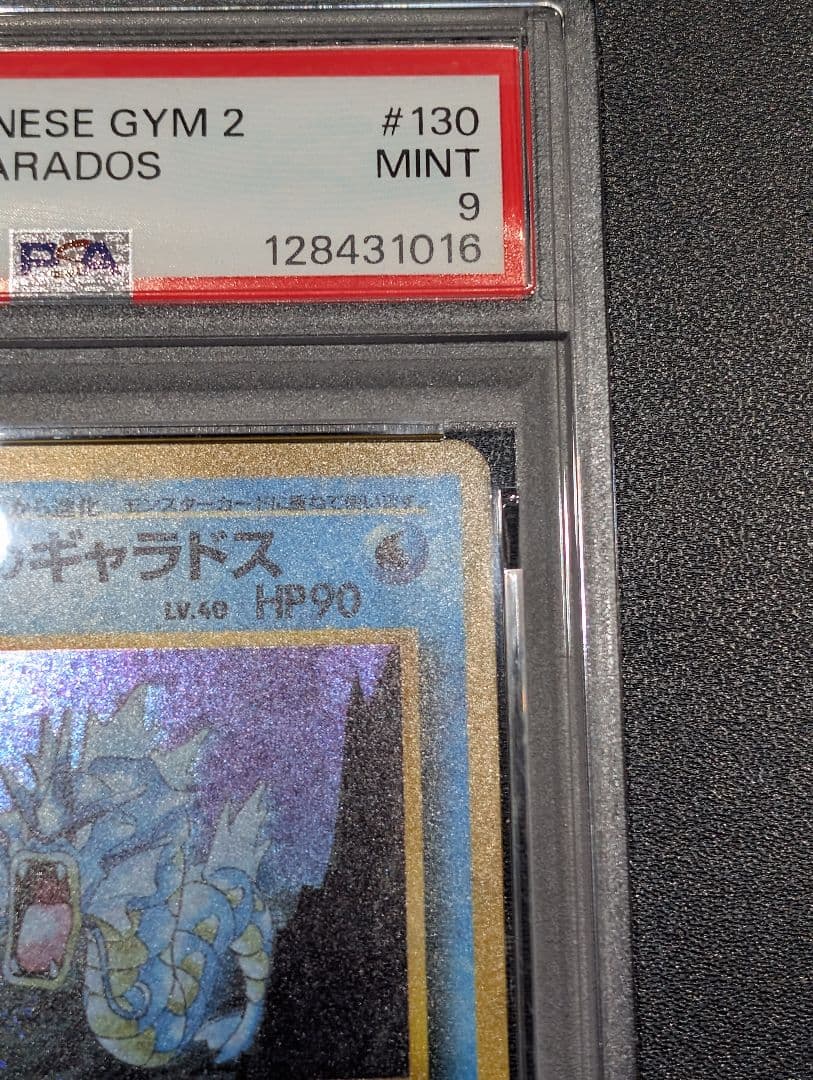 NESE GYM 2 #130
ARADOS MINT
9
PSA 128431016
から進化 モンスターカードに重ねて使います
のギャラドス
LV.40 HP90